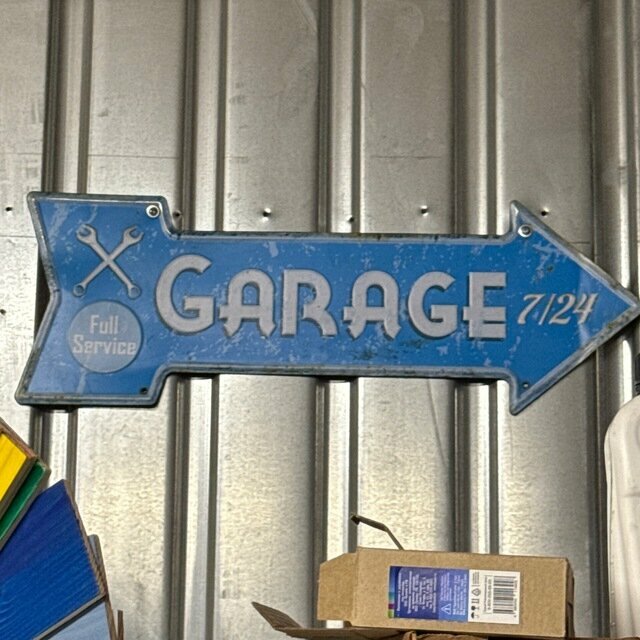 Full
Service
GARAGE
7/24